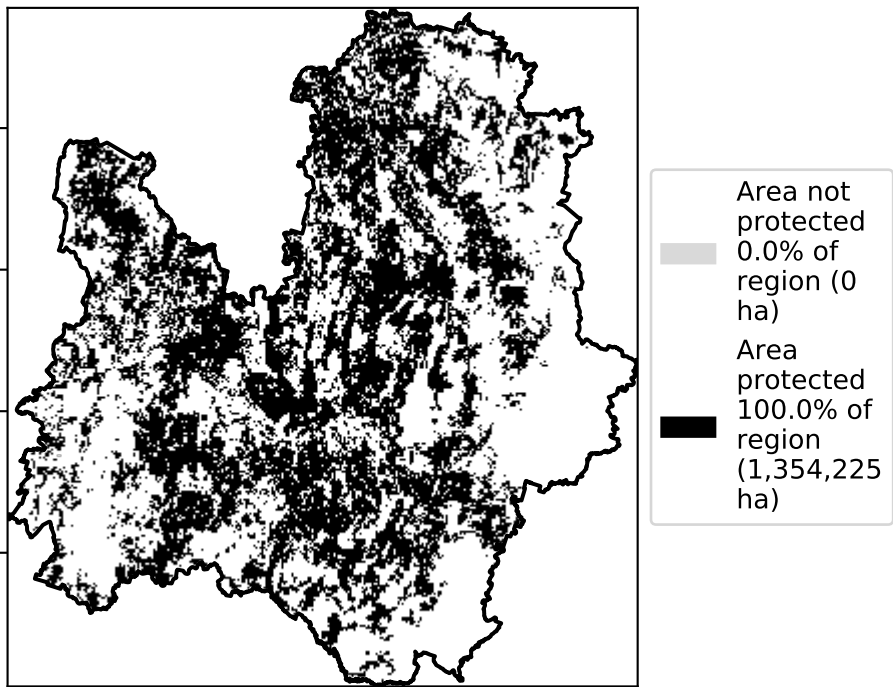 Area not
protected
0.0% of
region (0
ha)
Area
protected
100.0% of
region
(1,354,225
ha)